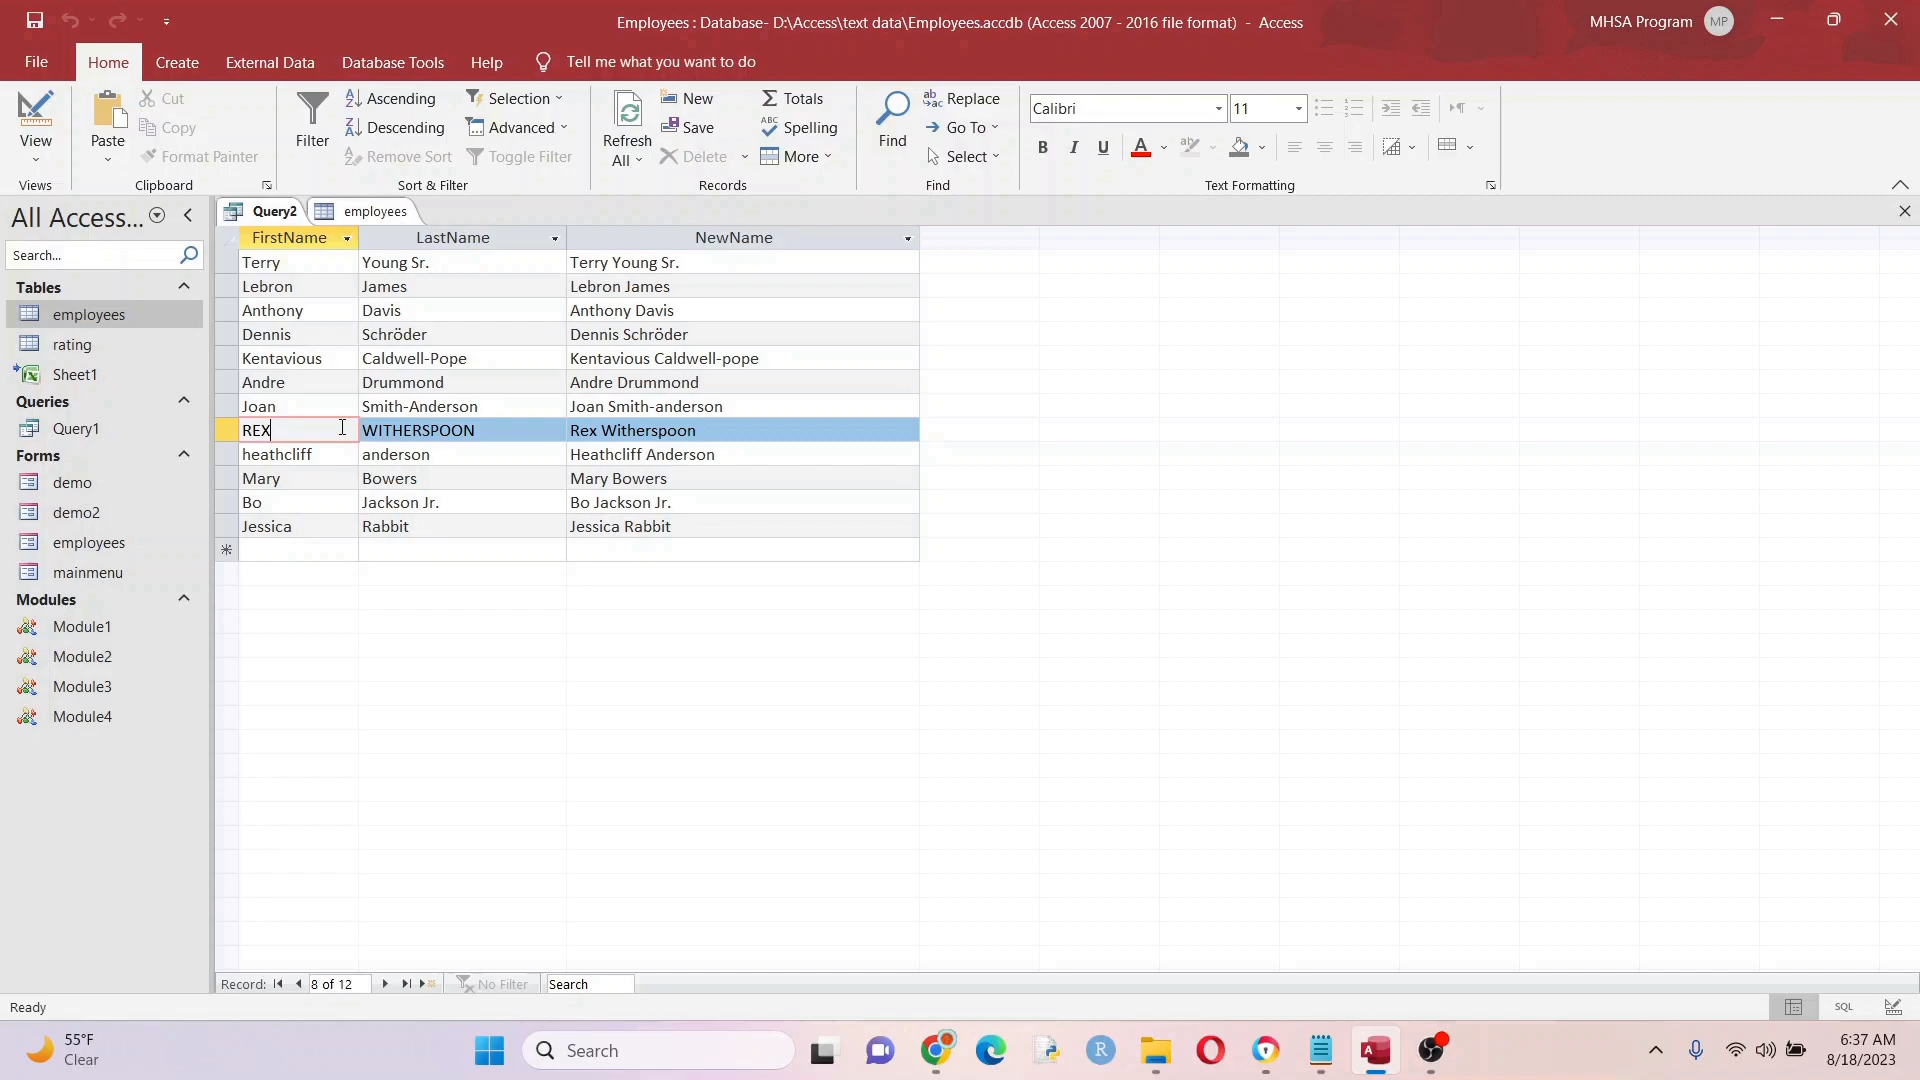 Employees : Database- D:\Access\text data\Employees.accdb (Access 2007 - 2016 file format) - Access
MHSA Program MP
File Home Create External Data Database Tools Help Tell me what you want to do
View
Views
Paste
Cut
Copy
Format Painter
Clipboard
Filter
Ascending
Descending
Remove Sort
Selection
Advanced
Toggle Filter
Sort & Filter
Refresh
All
New
Save
Delete
Totals
Spelling
More
Records
Find
Replace
Go To
Select
Find
Calibri 11
B I U A
Text Formatting
All Access...
Search...
Tables
employees
rating
Sheet1
Queries
Query1
Forms
demo
demo2
employees
mainmenu
Modules
Module1
Module2
Module3
Module4
Query2 employees
FirstName LastName NewName
Terry Young Sr. Terry Young Sr.
Lebron James Lebron James
Anthony Davis Anthony Davis
Dennis Schröder Dennis Schröder
Kentavious Caldwell-Pope Kentavious Caldwell-pope
Andre Drummond Andre Drummond
Joan Smith-Anderson Joan Smith-anderson
REX WITHERSPOON Rex Witherspoon
heathcliff anderson Heathcliff Anderson
Mary Bowers Mary Bowers
Bo Jackson Jr. Bo Jackson Jr.
Jessica Rabbit Jessica Rabbit
Record: 8 of 12 No Filter Search
Ready
SQL
55°F
Clear
Search
R
6:37 AM
8/18/2023